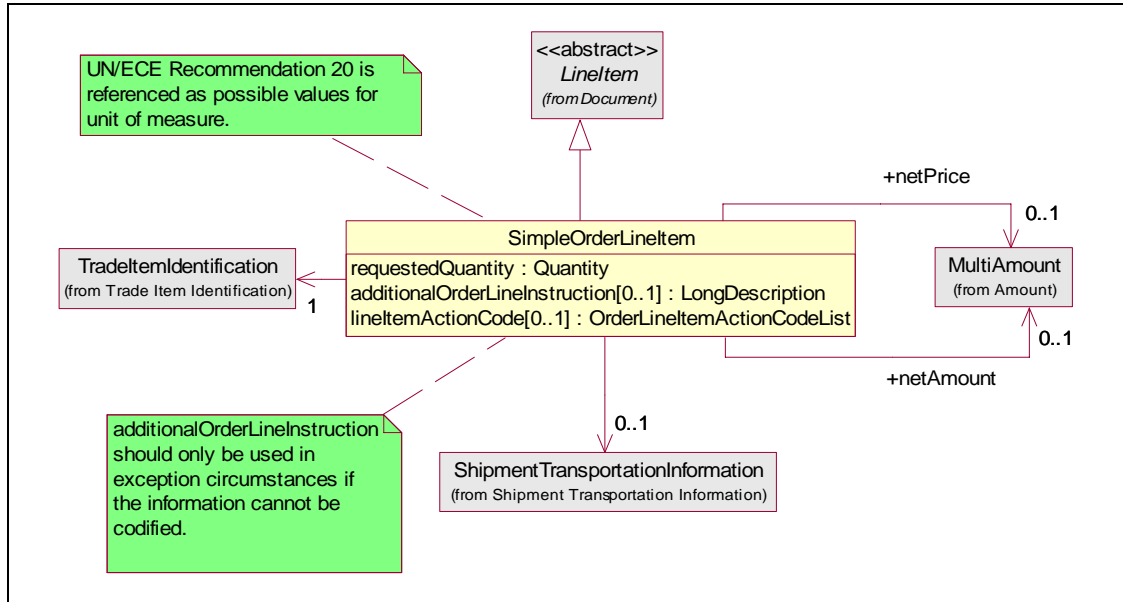 UN/ECE Recommendation 20 is
referenced as possible values for
unit of measure.
<<abstract>>
LineItem
(from Document)
+netPrice
0..1
SimpleOrderLineItem
requestedQuantity : Quantity
additionalOrderLineInstruction[0..1] : LongDescription
lineItemActionCode[0..1] : OrderLineItemActionCodeList
TradeItemIdentification
(from Trade Item Identification)
1
MultiAmount
(from Amount)
0..1
+netAmount
additionalOrderLineInstruction
should only be used in
exception circumstances if
the information cannot be
codified.
0..1
ShipmentTransportationInformation
(from Shipment Transportation Information)